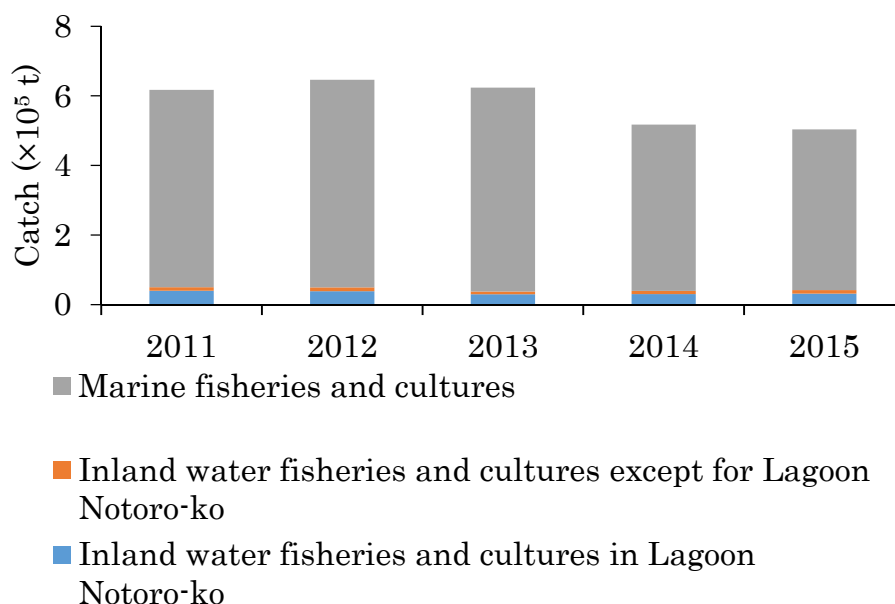 8
6
4
2
0
Catch (×10⁵ t)
2011 2012 2013 2014 2015
Marine fisheries and cultures
Inland water fisheries and cultures except for Lagoon
Notoro-ko
Inland water fisheries and cultures in Lagoon
Notoro-ko